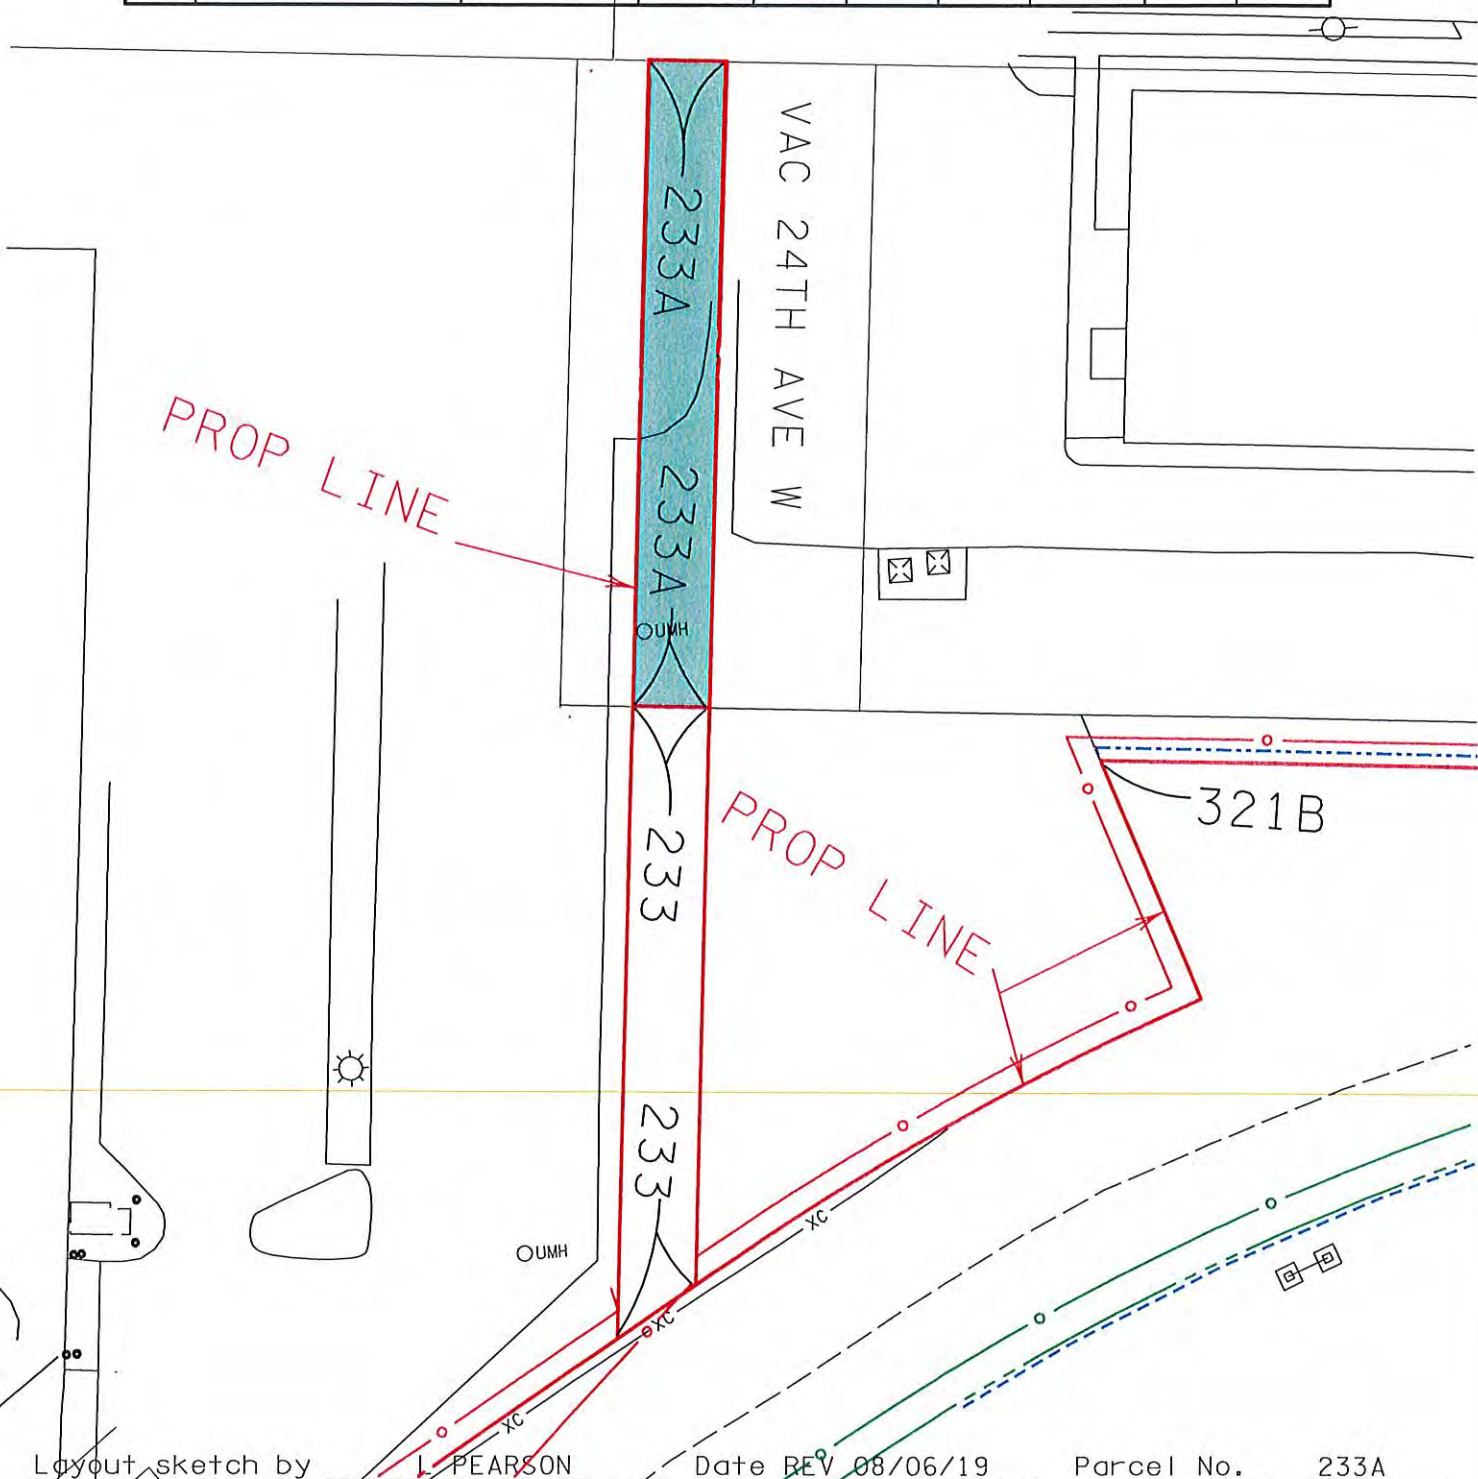 233A
VAC 24TH AVE W
PROP LINE
233A
UMH
321B
233
PROP LINE
233
XC
UMH
XC
XC
Layout sketch by L PEARSON Date REV 08/06/19 Parcel No. 233A